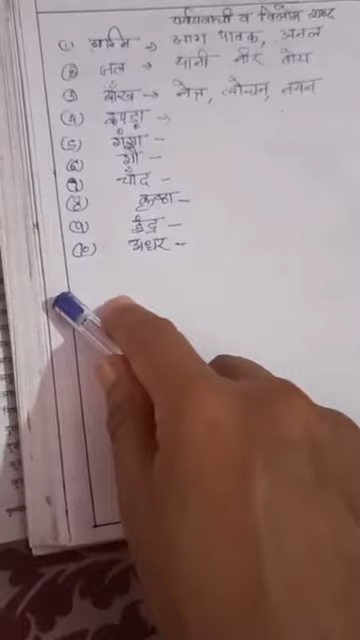 पर्यायवाची व विलोम शब्द
① अग्नि → आग पावक, अनल
② जल → पानी नीर तोय
③ आँख → नेत्र, लोचन, नयन
④ कपड़ा →
⑤ गंगा -
⑥ गौ -
⑦ चाँद -
⑧ कृष्ण -
⑨ इंद्र -
⑩ अधर -